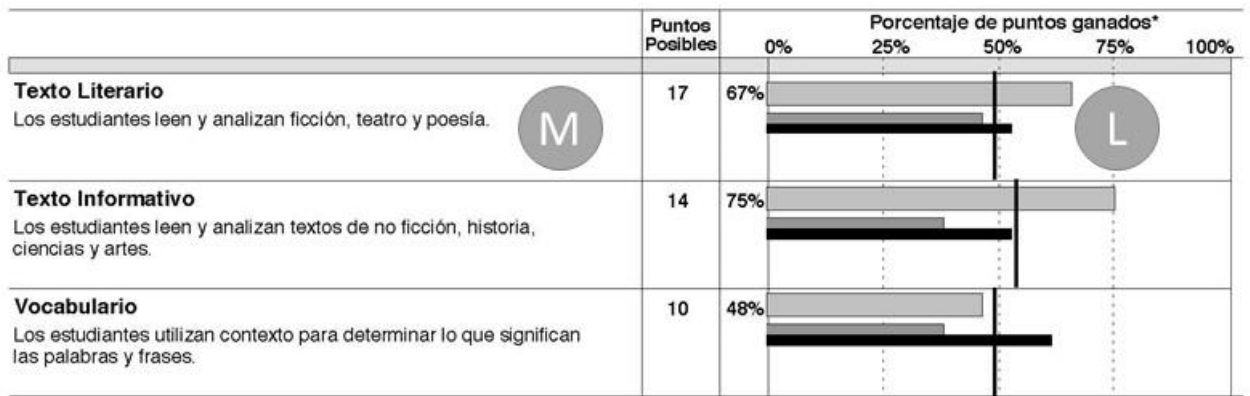 Puntos Posibles
Porcentaje de puntos ganados*
0% 25% 50% 75% 100%
Texto Literario
17 67%
Los estudiantes leen y analizan ficción, teatro y poesía.
M
L
Texto Informativo
14 75%
Los estudiantes leen y analizan textos de no ficción, historia,
ciencias y artes.
Vocabulario
10 48%
Los estudiantes utilizan contexto para determinar lo que significan
las palabras y frases.